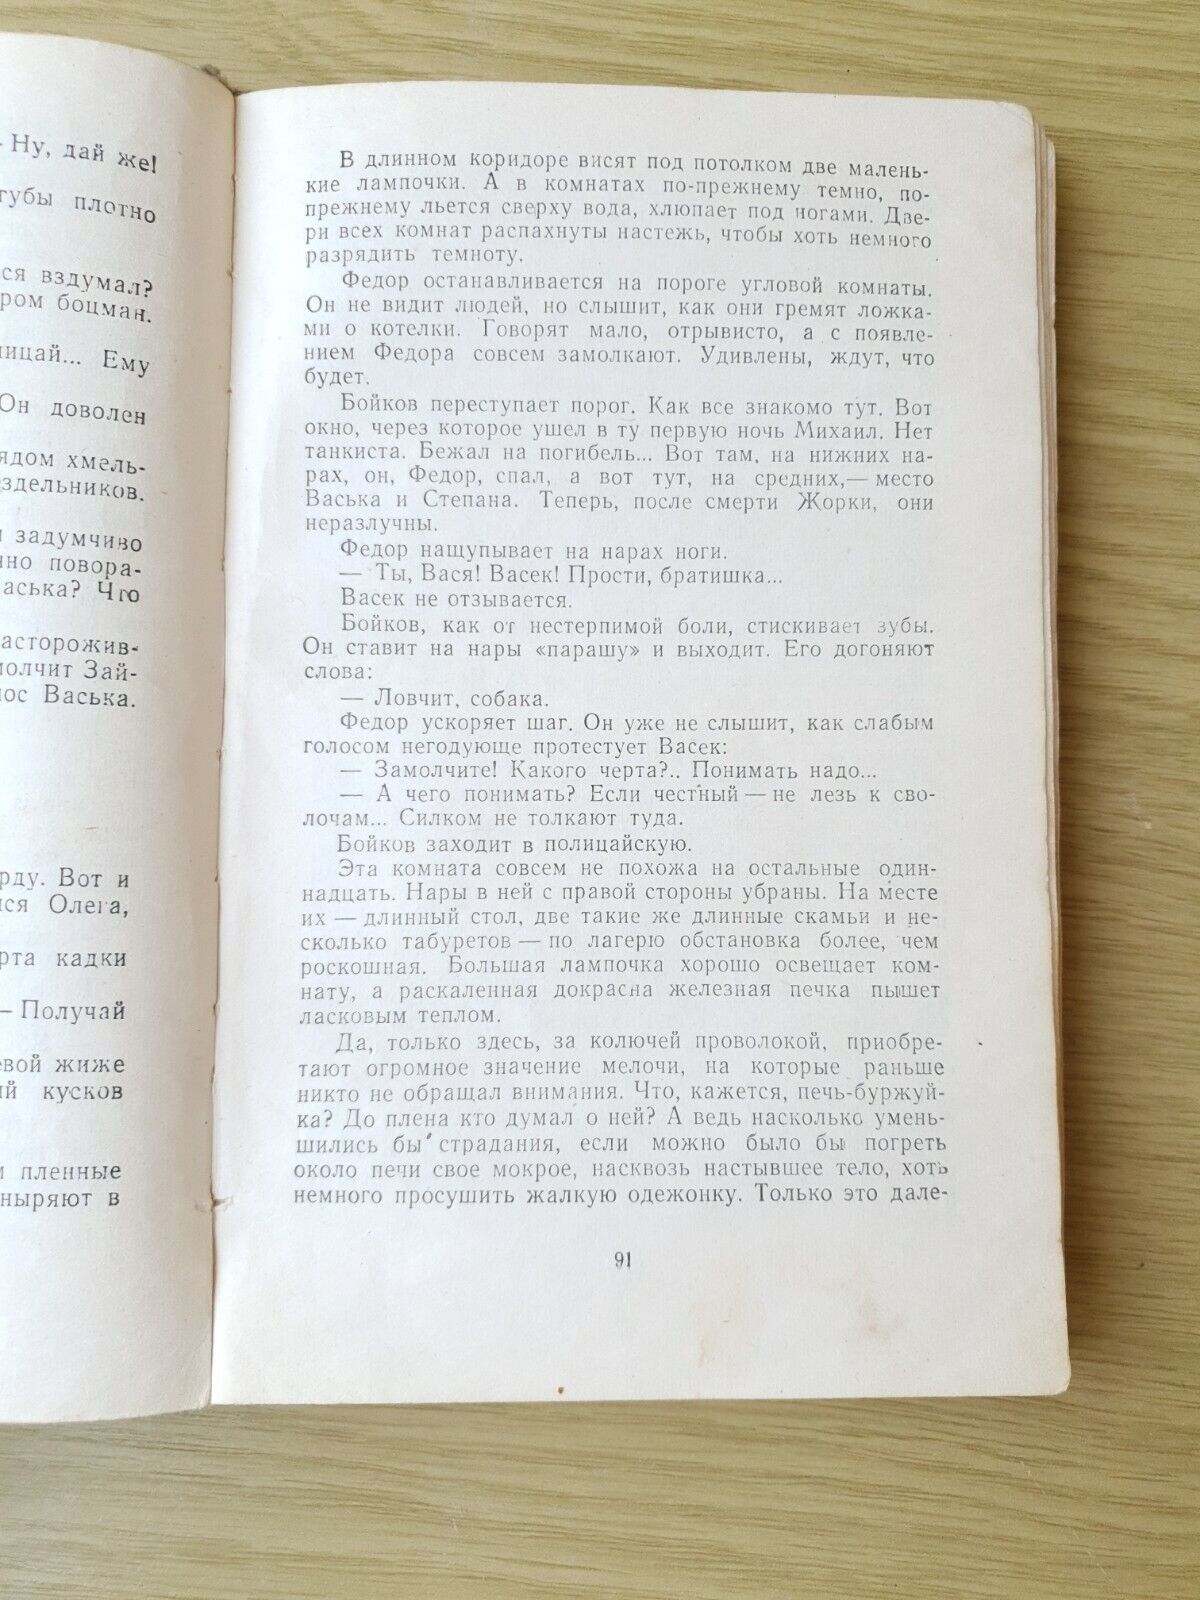 - Ну, дай же!
губы плотно
ся вздумал?
ром боцман.
лицай... Ему
Он доволен
ядом хмель-
здельников.
и задумчиво
нно повора-
аська? Что
асторожив-
молчит Зай-
нос Васька.
рду. Вот и
лся Олега,
рта кадки
— Получай
евой жиже
ий кусков
и пленные
ныряют в
В длинном коридоре висят под потолком две малень-
кие лампочки. А в комнатах по-прежнему темно, по-
прежнему льется сверху вода, хлюпает под ногами. Две-
ри всех комнат распахнуты настежь, чтобы хоть немного
разрядить темноту.
Федор останавливается на пороге угловой комнаты.
Он не видит людей, но слышит, как они гремят ложка-
ми о котелки. Говорят мало, отрывисто, а с появле-
нием Федора совсем замолкают. Удивлены, ждут, что
будет.
Бойков переступает порог. Как все знакомо тут. Вот
окно, через которое ушел в ту первую ночь Михаил. Нет
танкиста. Бежал на погибель... Вот там, на нижних на-
рах, он, Федор, спал, а вот тут, на средних,— место
Васька и Степана. Теперь, после смерти Жорки, они
неразлучны.
Федор нащупывает на нарах ноги.
— Ты, Вася! Васек! Прости, братишка...
Васек не отзывается.
Бойков, как от нестерпимой боли, стискивает зубы.
Он ставит на нары «парашу» и выходит. Его догоняют
слова:
— Ловчит, собака.
Федор ускоряет шаг. Он уже не слышит, как слабым
голосом негодующе протестует Васек:
— Замолчите! Какого черта?.. Понимать надо...
— А чего понимать? Если честный — не лезь к сво-
лочам... Силком не толкают туда.
Бойков заходит в полицайскую.
Эта комната совсем не похожа на остальные один-
надцать. Нары в ней с правой стороны убраны. На месте
их — длинный стол, две такие же длинные скамьи и не-
сколько табуретов — по лагерю обстановка более, чем
роскошная. Большая лампочка хорошо освещает ком-
нату, а раскаленная докрасна железная печка пышет
ласковым теплом.
Да, только здесь, за колючей проволокой, приобре-
тают огромное значение мелочи, на которые раньше
никто не обращал внимания. Что, кажется, печь-буржуй-
ка? До плена кто думал о ней? А ведь насколько умень-
шились бы страдания, если можно было бы погреть
около печи свое мокрое, насквозь настывшее тело, хоть
немного просушить жалкую одежонку. Только это дале-
91